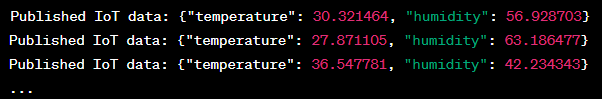 Published IoT data: {"temperature": 30.321464, "humidity": 56.928703}
Published IoT data: {"temperature": 27.871105, "humidity": 63.186477}
Published IoT data: {"temperature": 36.547781, "humidity": 42.234343}
...